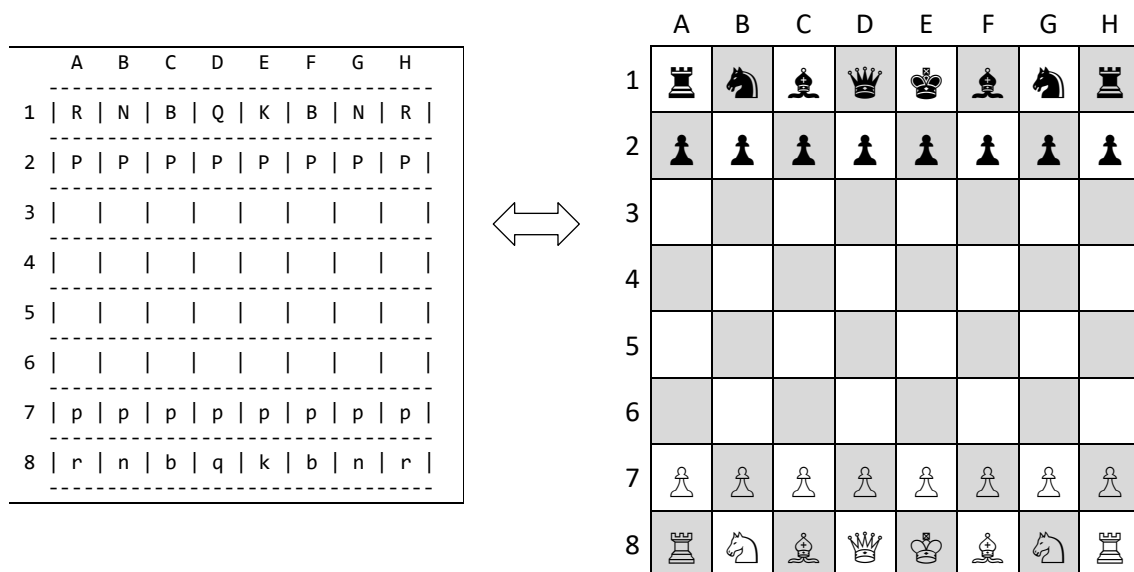 A B C D E F G H
-------------------------------------------------
1 | R | N | B | Q | K | B | N | R |
-------------------------------------------------
2 | P | P | P | P | P | P | P | P |
-------------------------------------------------
3 |   |   |   |   |   |   |   |   |
-------------------------------------------------
4 |   |   |   |   |   |   |   |   |
-------------------------------------------------
5 |   |   |   |   |   |   |   |   |
-------------------------------------------------
6 |   |   |   |   |   |   |   |   |
-------------------------------------------------
7 | p | p | p | p | p | p | p | p |
-------------------------------------------------
8 | r | n | b | q | k | b | n | r |
-------------------------------------------------
A B C D E F G H
1
2
3
4
5
6
7
8